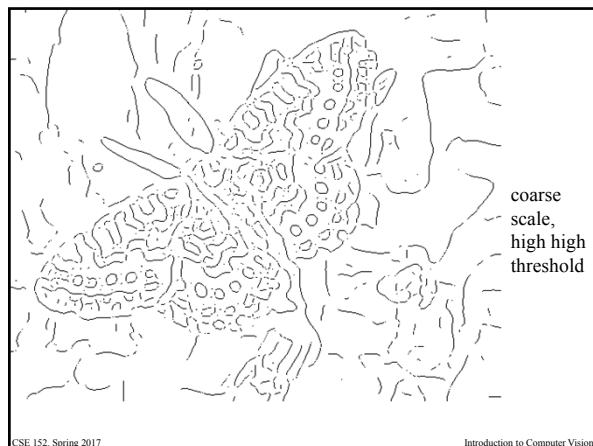 coarse
scale,
high high
threshold
CSE 152, Spring 2017
Introduction to Computer Vision